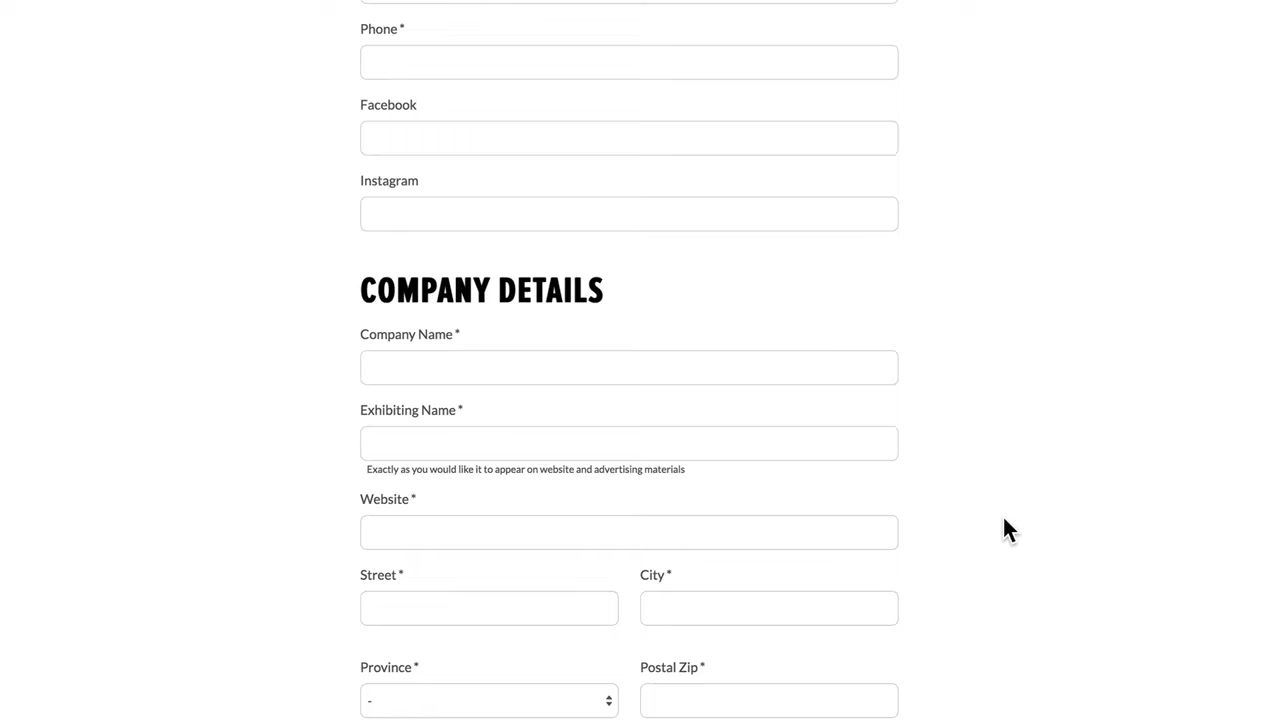 Phone *
Facebook
Instagram
COMPANY DETAILS
Company Name *
Exhibiting Name *
Exactly as you would like it to appear on website and advertising materials
Website *
Street * City *
Province * Postal Zip *
-